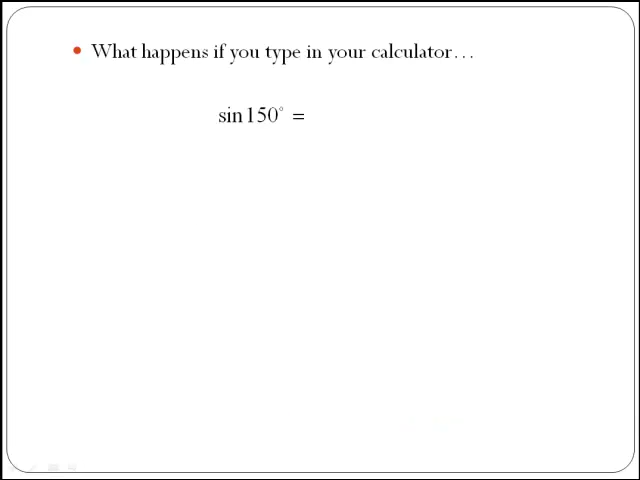 • What happens if you type in your calculator…
sin 150° =